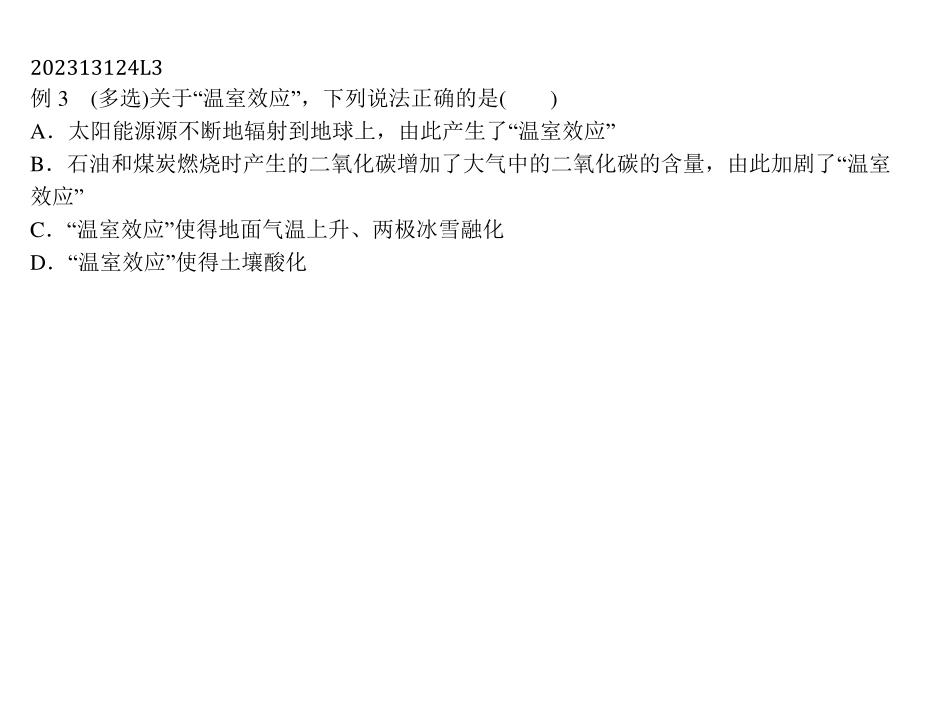 202313124L3
例 3　(多选)关于“温室效应”，下列说法正确的是(　　)
A．太阳能源源不断地辐射到地球上，由此产生了“温室效应”
B．石油和煤炭燃烧时产生的二氧化碳增加了大气中的二氧化碳的含量，由此加剧了“温室
效应”
C．“温室效应”使得地面气温上升、两极冰雪融化
D．“温室效应”使得土壤酸化